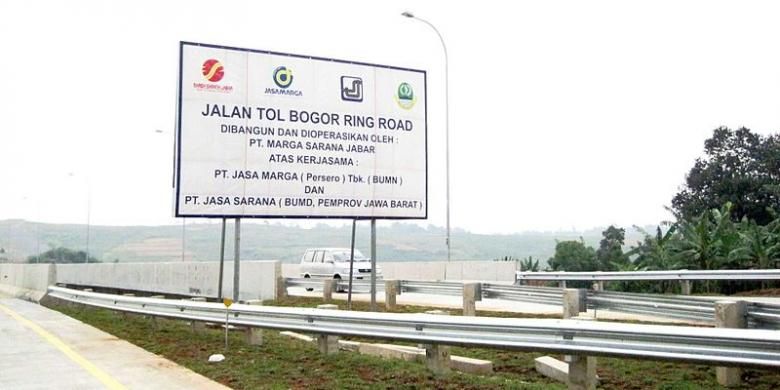 JASAMARGA
JALAN TOL BOGOR RING ROAD
DIBANGUN DAN DIOPERASIKAN OLEH :
PT. MARGA SARANA JABAR
ATAS KERJASAMA :
PT. JASA MARGA ( Persero ) Tbk. ( BUMN )
DAN
PT. JASA SARANA ( BUMD, PEMPROV JAWA BARAT )